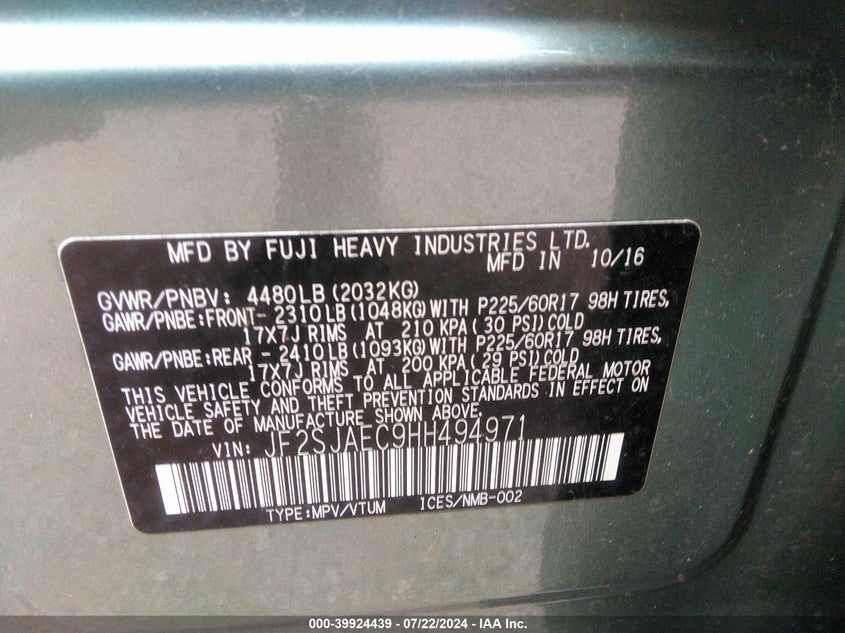 MFD BY FUJI HEAVY INDUSTRIES LTD.
MFD IN 10/16
GVWR/PNBV: 4480LB (2032KG)
GAWR/PNBE:FRONT- 2310LB(1048KG)WITH P225/60R17 98H TIRES,
17X7J RIMS AT 210 KPA(30 PSI)COLD
GAWR/PNBE:REAR - 2410LB(1093KG)WITH P225/60R17 98H TIRES,
17X7J RIMS AT 200 KPA(29 PSI)COLD
THIS VEHICLE CONFORMS TO ALL APPLICABLE FEDERAL MOTOR
VEHICLE SAFETY AND THEFT PREVENTION STANDARDS IN EFFECT ON
THE DATE OF MANUFACTURE SHOWN ABOVE.
VIN: JF2SJAEC9HH494971
TYPE:MPV/VTUM ICES/NMB-002
000-39924439 - 07/22/2024 - IAA Inc.